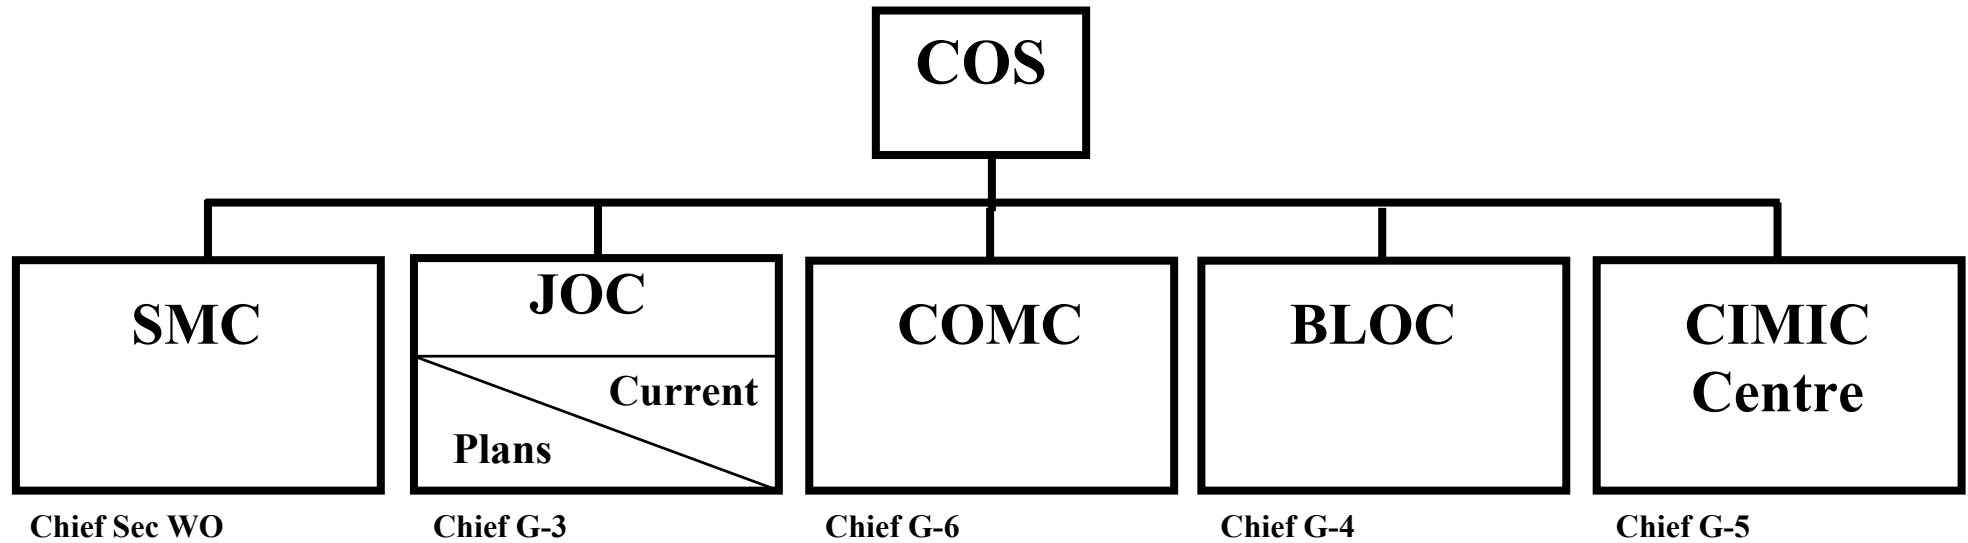 COS
SMC
JOC
Current
Plans
COMC
BLOC
CIMIC
Centre
Chief Sec WO
Chief G-3
Chief G-6
Chief G-4
Chief G-5